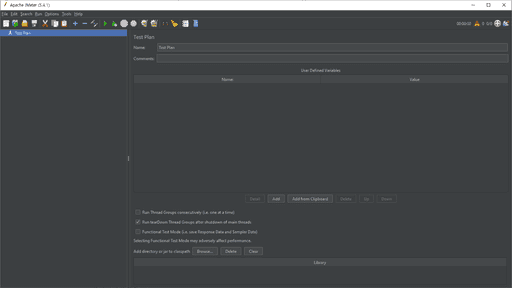 Apache JMeter (5.4.1)
File Edit Search Run Options Tools Help
00:00:00 0 0/0
Test Plan
Test Plan
Name: Test Plan
Comments:
User Defined Variables
Name: Value
Detail Add Add from Clipboard Delete Up Down
Run Thread Groups consecutively (i.e. one at a time)
Run tearDown Thread Groups after shutdown of main threads
Functional Test Mode (i.e. save Response Data and Sampler Data)
Selecting Functional Test Mode may adversely affect performance.
Add directory or jar to classpath Browse... Delete Clear
Library